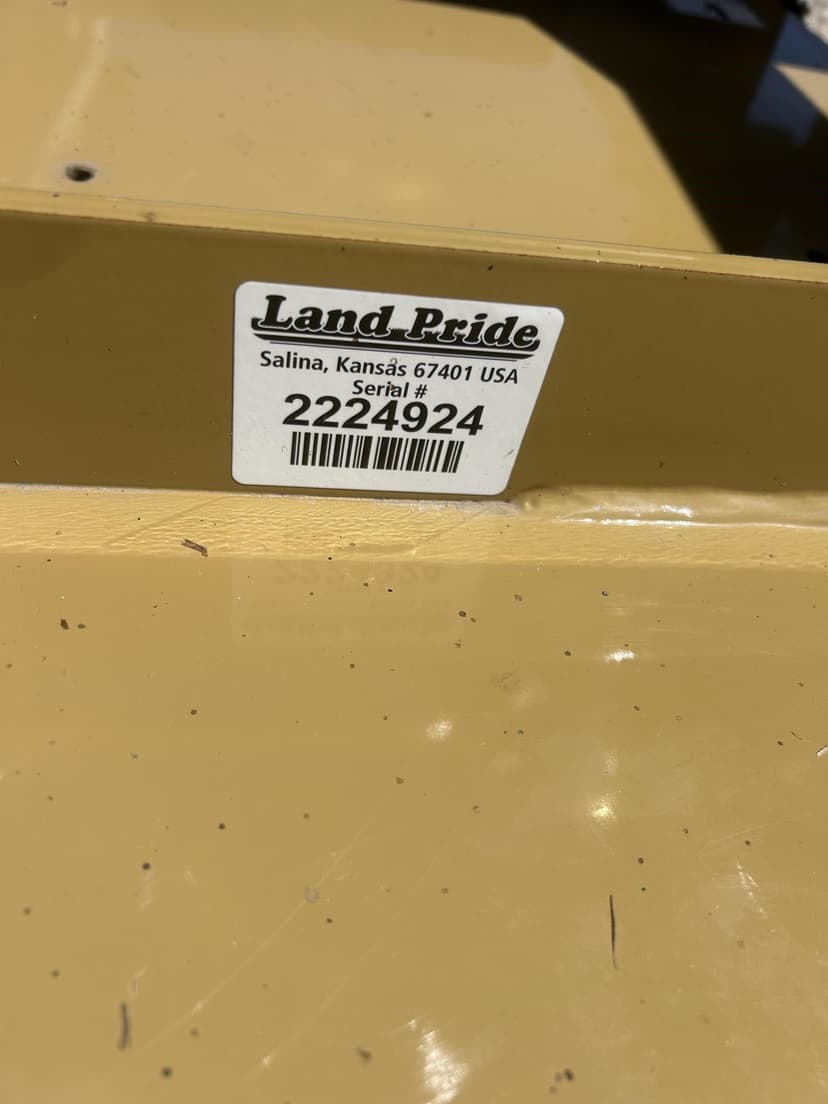 Land Pride
Salina, Kansas 67401 USA
Serial #
2224924